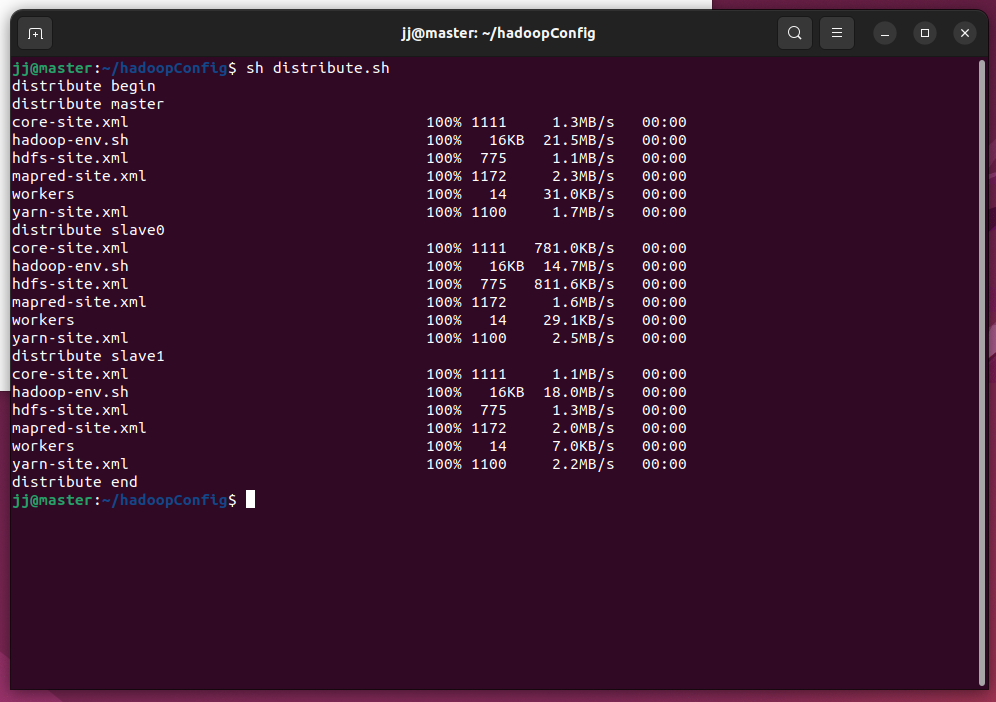 jj@master: ~/hadoopConfig
jj@master:~/hadoopConfig$ sh distribute.sh
distribute begin
distribute master
core-site.xml 100% 1111 1.3MB/s 00:00
hadoop-env.sh 100% 16KB 21.5MB/s 00:00
hdfs-site.xml 100% 775 1.1MB/s 00:00
mapred-site.xml 100% 1172 2.3MB/s 00:00
workers 100% 14 31.0KB/s 00:00
yarn-site.xml 100% 1100 1.7MB/s 00:00
distribute slave0
core-site.xml 100% 1111 781.0KB/s 00:00
hadoop-env.sh 100% 16KB 14.7MB/s 00:00
hdfs-site.xml 100% 775 811.6KB/s 00:00
mapred-site.xml 100% 1172 1.6MB/s 00:00
workers 100% 14 29.1KB/s 00:00
yarn-site.xml 100% 1100 2.5MB/s 00:00
distribute slave1
core-site.xml 100% 1111 1.1MB/s 00:00
hadoop-env.sh 100% 16KB 18.0MB/s 00:00
hdfs-site.xml 100% 775 1.3MB/s 00:00
mapred-site.xml 100% 1172 2.0MB/s 00:00
workers 100% 14 7.0KB/s 00:00
yarn-site.xml 100% 1100 2.2MB/s 00:00
distribute end
jj@master:~/hadoopConfig$